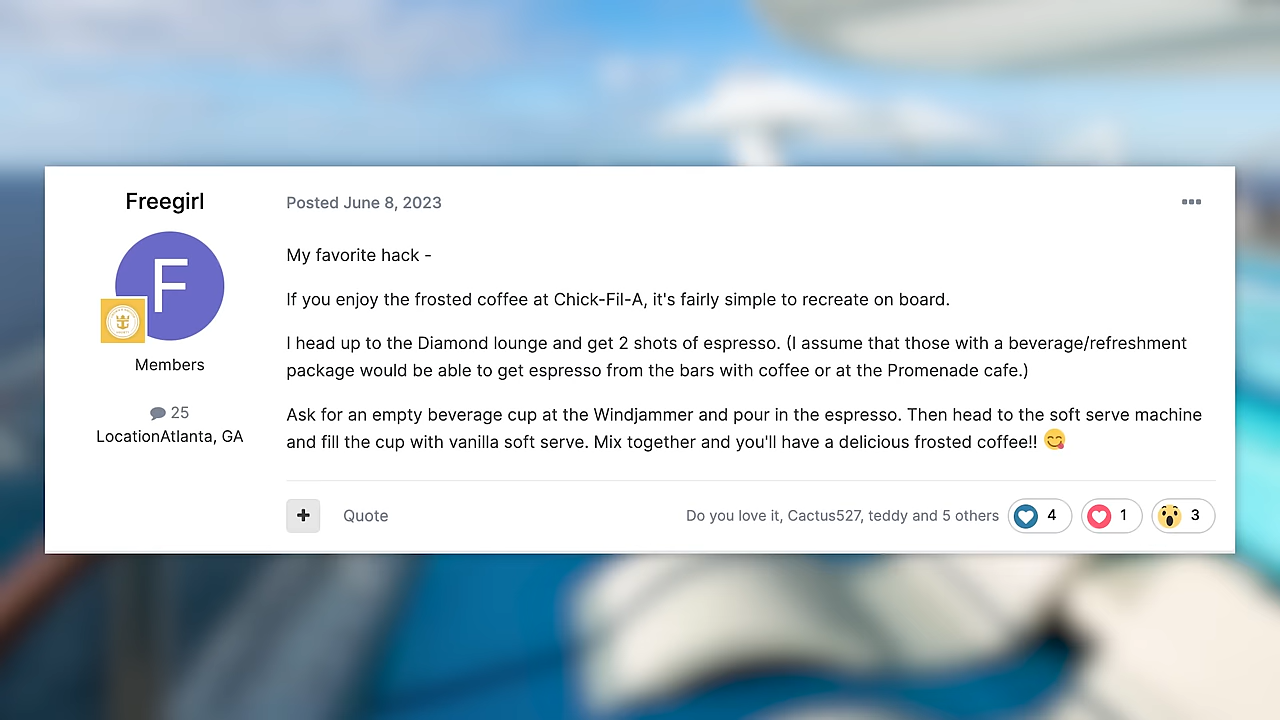 Freegirl
F
Members
25
LocationAtlanta, GA
Posted June 8, 2023
My favorite hack -
If you enjoy the frosted coffee at Chick-Fil-A, it's fairly simple to recreate on board.
I head up to the Diamond lounge and get 2 shots of espresso. (I assume that those with a beverage/refreshment
package would be able to get espresso from the bars with coffee or at the Promenade cafe.)
Ask for an empty beverage cup at the Windjammer and pour in the espresso. Then head to the soft serve machine
and fill the cup with vanilla soft serve. Mix together and you'll have a delicious frosted coffee!! 😋
+ Quote
Do you love it, Cactus527, teddy and 5 others 4 1 3